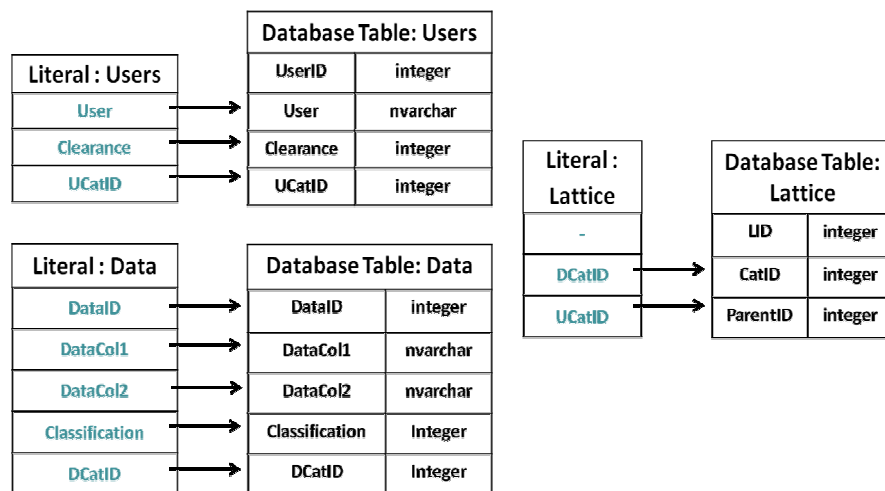 Literal : Users
User
Clearance
UCatID
Database Table: Users
UserID integer
User nvarchar
Clearance integer
UCatID integer
Literal : Data
DataID
DataCol1
DataCol2
Classification
DCatID
Database Table: Data
DataID integer
DataCol1 nvarchar
DataCol2 nvarchar
Classification Integer
DCatID Integer
Literal :
Lattice
-
DCatID
UCatID
Database Table:
Lattice
LID integer
CatID integer
ParentID integer